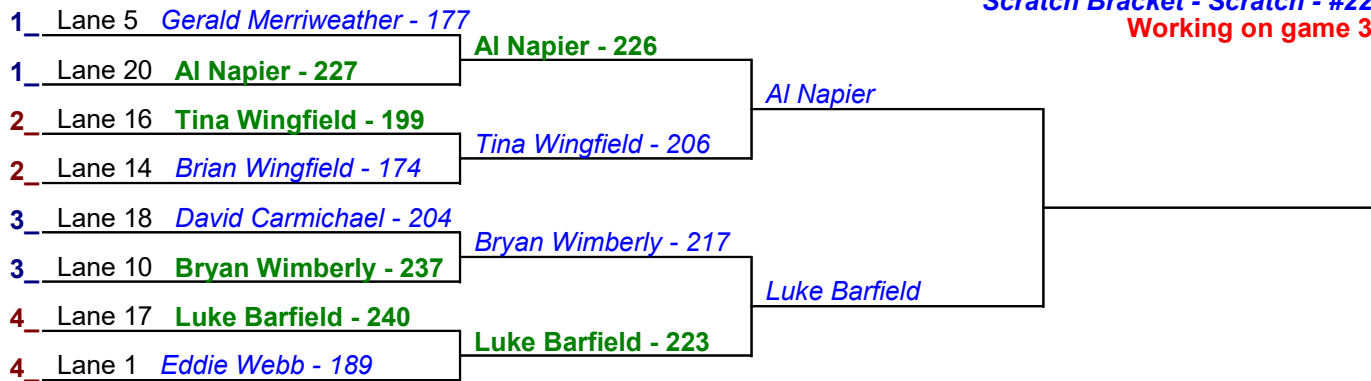 Scratch Bracket - Scratch - #22
Working on game 3
1_ Lane 5 Gerald Merriweather - 177
Al Napier - 226
1_ Lane 20 Al Napier - 227
Al Napier
2_ Lane 16 Tina Wingfield - 199
Tina Wingfield - 206
2_ Lane 14 Brian Wingfield - 174
3_ Lane 18 David Carmichael - 204
Bryan Wimberly - 217
3_ Lane 10 Bryan Wimberly - 237
Luke Barfield
4_ Lane 17 Luke Barfield - 240
Luke Barfield - 223
4_ Lane 1 Eddie Webb - 189